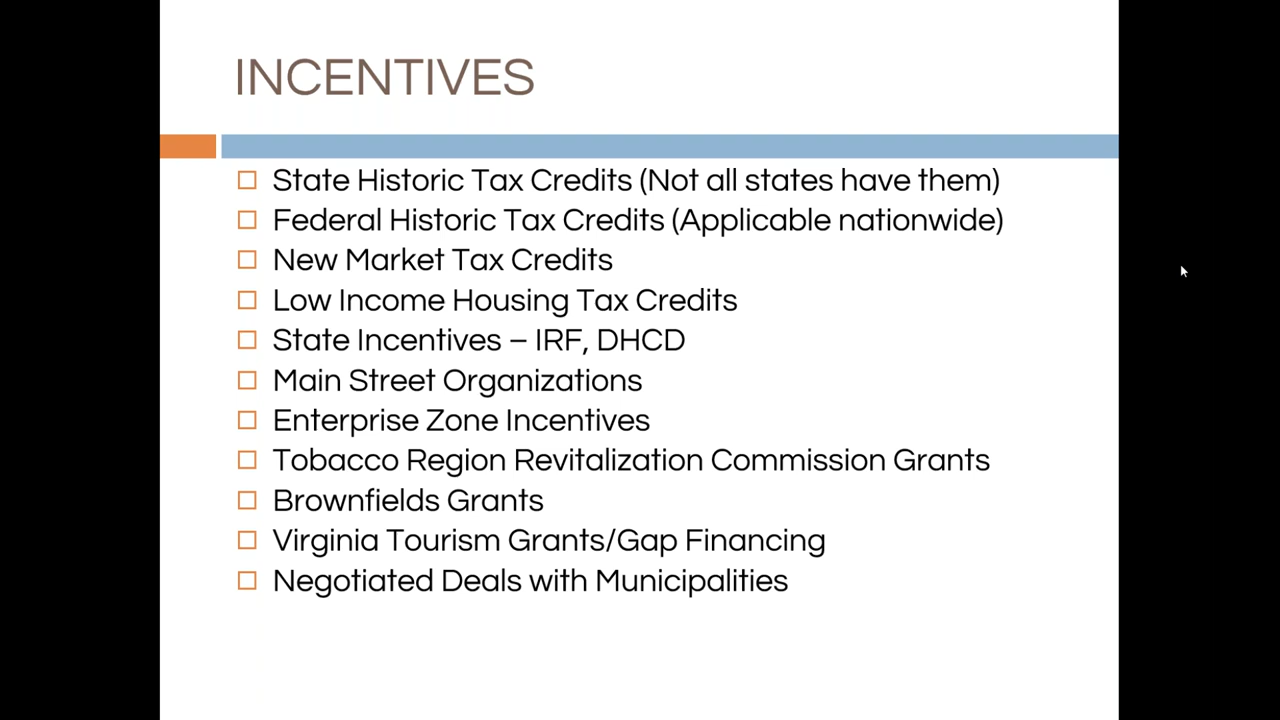 INCENTIVES
State Historic Tax Credits (Not all states have them)
Federal Historic Tax Credits (Applicable nationwide)
New Market Tax Credits
Low Income Housing Tax Credits
State Incentives – IRF, DHCD
Main Street Organizations
Enterprise Zone Incentives
Tobacco Region Revitalization Commission Grants
Brownfields Grants
Virginia Tourism Grants/Gap Financing
Negotiated Deals with Municipalities